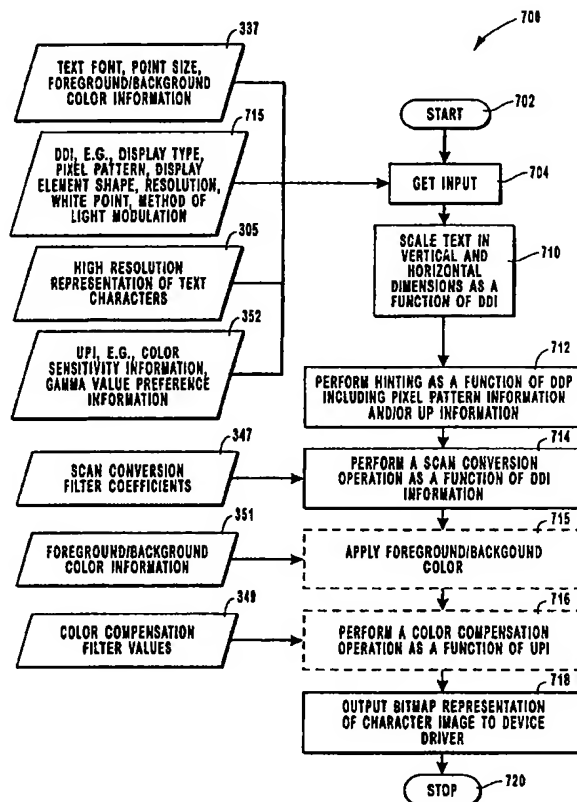 337
700
TEXT FONT, POINT SIZE,
FOREGROUND/BACKGROUND
COLOR INFORMATION
715
DDI, E.G., DISPLAY TYPE,
PIXEL PATTERN, DISPLAY
ELEMENT SHAPE, RESOLUTION,
WHITE POINT, METHOD OF
LIGHT MODULATION
305
HIGH RESOLUTION
REPRESENTATION OF TEXT
CHARACTERS
352
UPI, E.G., COLOR
SENSITIVITY INFORMATION,
GAMMA VALUE PREFERENCE
INFORMATION
START
702
GET INPUT
704
SCALE TEXT IN
VERTICAL AND
HORIZONTAL
DIMENSIONS AS A
FUNCTION OF DDI
710
712
PERFORM HINTING AS A FUNCTION OF DDP
INCLUDING PIXEL PATTERN INFORMATION
AND/OR UP INFORMATION
347
SCAN CONVERSION
FILTER COEFFICIENTS
714
PERFORM A SCAN CONVERSION
OPERATION AS A FUNCTION OF DDI
INFORMATION
351
FOREGROUND/BACKGROUND
COLOR INFORMATION
715
APPLY FOREGROUND/BACKGOUND
COLOR
349
COLOR COMPENSATION
FILTER VALUES
716
PERFORM A COLOR COMPENSATION
OPERATION AS A FUNCTION OF UPI
718
OUTPUT BITMAP REPRESENTATION
OF CHARACTER IMAGE TO DEVICE
DRIVER
STOP
720